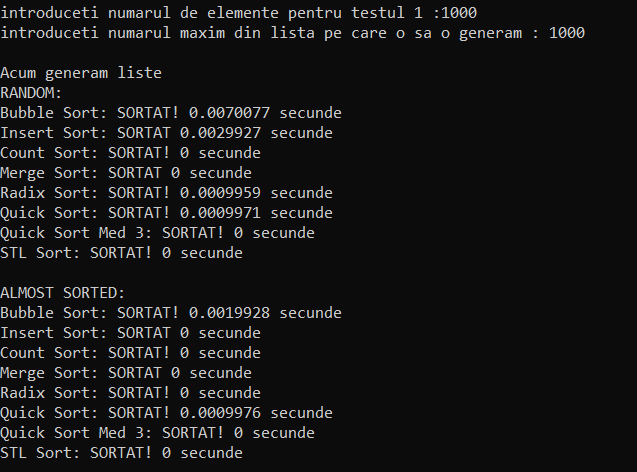 introduceti numarul de elemente pentru testul 1 :1000
introduceti numarul maxim din lista pe care o sa o generam : 1000
Acum generam liste
RANDOM:
Bubble Sort: SORTAT! 0.0070077 secunde
Insert Sort: SORTAT 0.0029927 secunde
Count Sort: SORTAT! 0 secunde
Merge Sort: SORTAT 0 secunde
Radix Sort: SORTAT! 0.0009959 secunde
Quick Sort: SORTAT! 0.0009971 secunde
Quick Sort Med 3: SORTAT! 0 secunde
STL Sort: SORTAT! 0 secunde
ALMOST SORTED:
Bubble Sort: SORTAT! 0.0019928 secunde
Insert Sort: SORTAT 0 secunde
Count Sort: SORTAT! 0 secunde
Merge Sort: SORTAT 0 secunde
Radix Sort: SORTAT! 0 secunde
Quick Sort: SORTAT! 0.0009976 secunde
Quick Sort Med 3: SORTAT! 0 secunde
STL Sort: SORTAT! 0 secunde